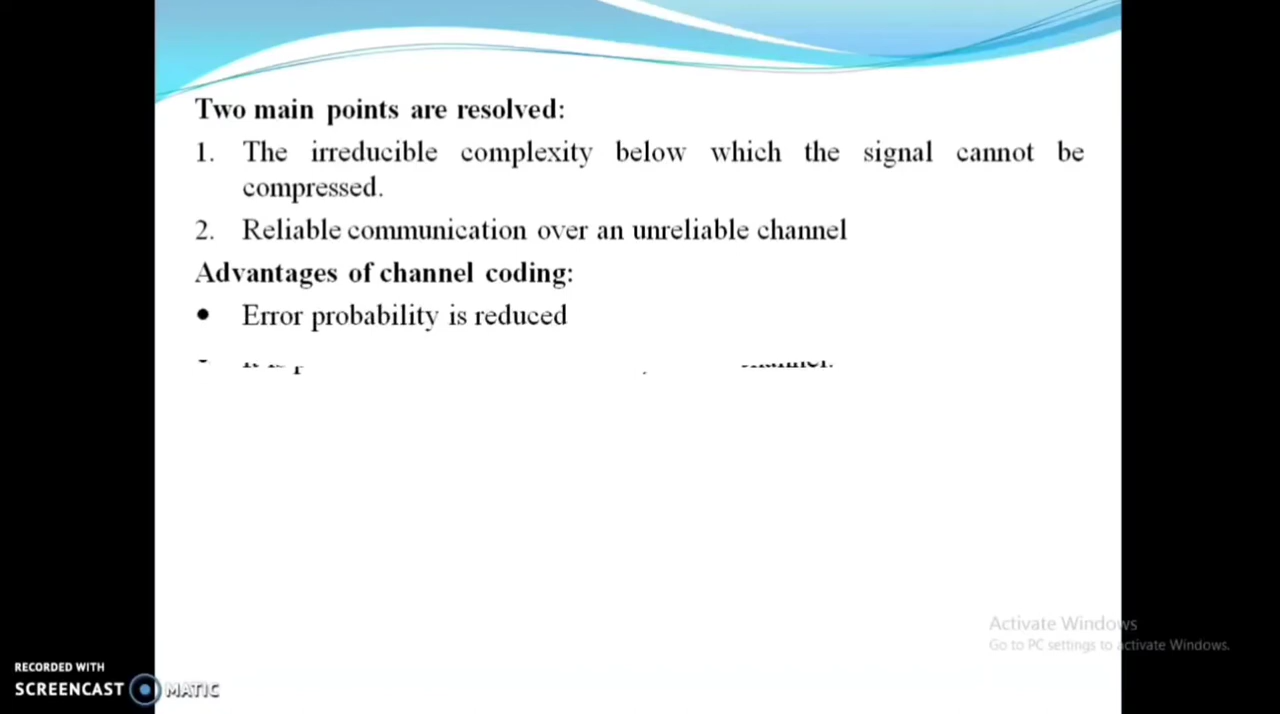 Two main points are resolved:
1. The irreducible complexity below which the signal cannot be
compressed.
2. Reliable communication over an unreliable channel
Advantages of channel coding:
• Error probability is reduced
Activate Windows
Go to PC settings to activate Windows.
RECORDED WITH
SCREENCAST MATIC